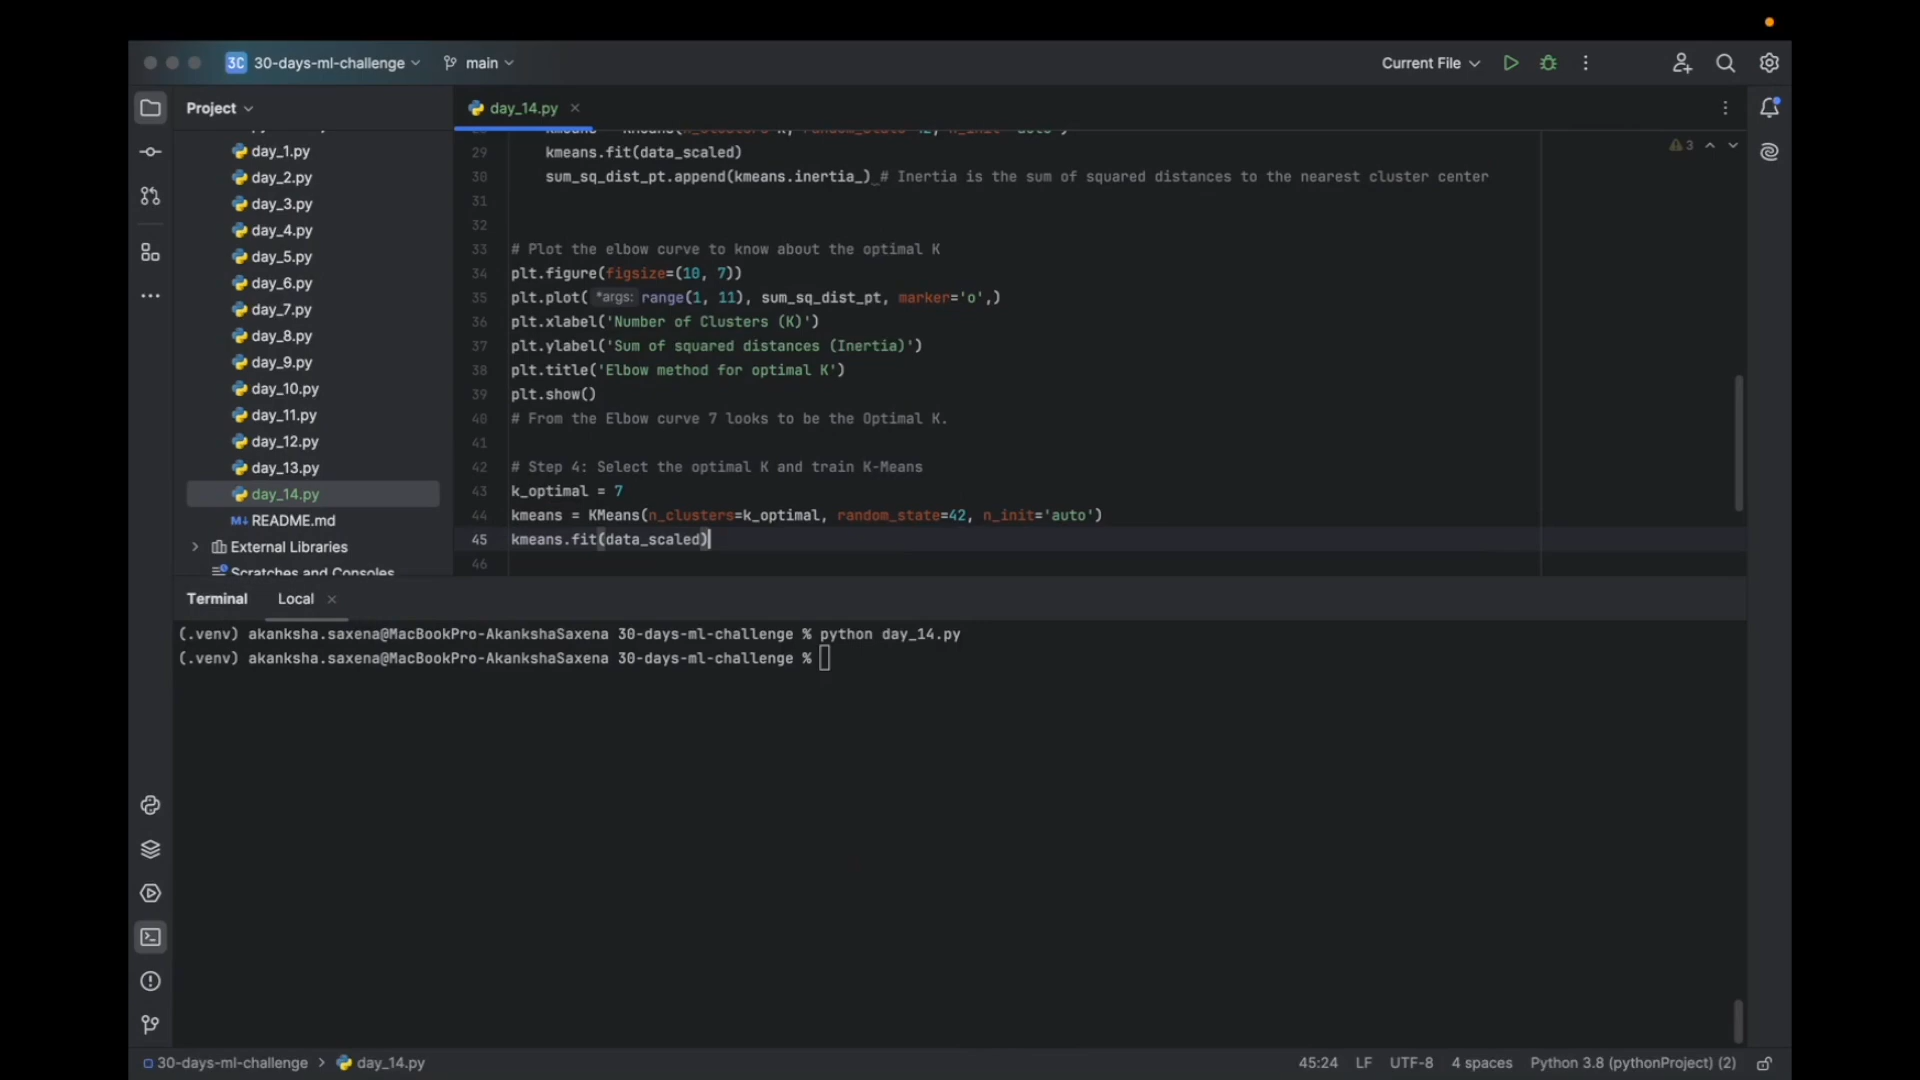 3C 30-days-ml-challenge main Current File
Project day_14.py
day_1.py
day_2.py
day_3.py
day_4.py
day_5.py
day_6.py
day_7.py
day_8.py
day_9.py
day_10.py
day_11.py
day_12.py
day_13.py
day_14.py
M↓ README.md
External Libraries
Scratches and Consoles
3
29 kmeans.fit(data_scaled)
30 sum_sq_dist_pt.append(kmeans.inertia_) # Inertia is the sum of squared distances to the nearest cluster center
31
32
33 # Plot the elbow curve to know about the optimal K
34 plt.figure(figsize=(10, 7))
35 plt.plot( *args: range(1, 11), sum_sq_dist_pt, marker='o',)
36 plt.xlabel('Number of Clusters (K)')
37 plt.ylabel('Sum of squared distances (Inertia)')
38 plt.title('Elbow method for optimal K')
39 plt.show()
40 # From the Elbow curve 7 looks to be the Optimal K.
41
42 # Step 4: Select the optimal K and train K-Means
43 k_optimal = 7
44 kmeans = KMeans(n_clusters=k_optimal, random_state=42, n_init='auto')
45 kmeans.fit(data_scaled)
46
Terminal Local
(.venv) akanksha.saxena@MacBookPro-AkankshaSaxena 30-days-ml-challenge % python day_14.py
(.venv) akanksha.saxena@MacBookPro-AkankshaSaxena 30-days-ml-challenge %
30-days-ml-challenge > day_14.py 45:24 LF UTF-8 4 spaces Python 3.8 (pythonProject) (2)